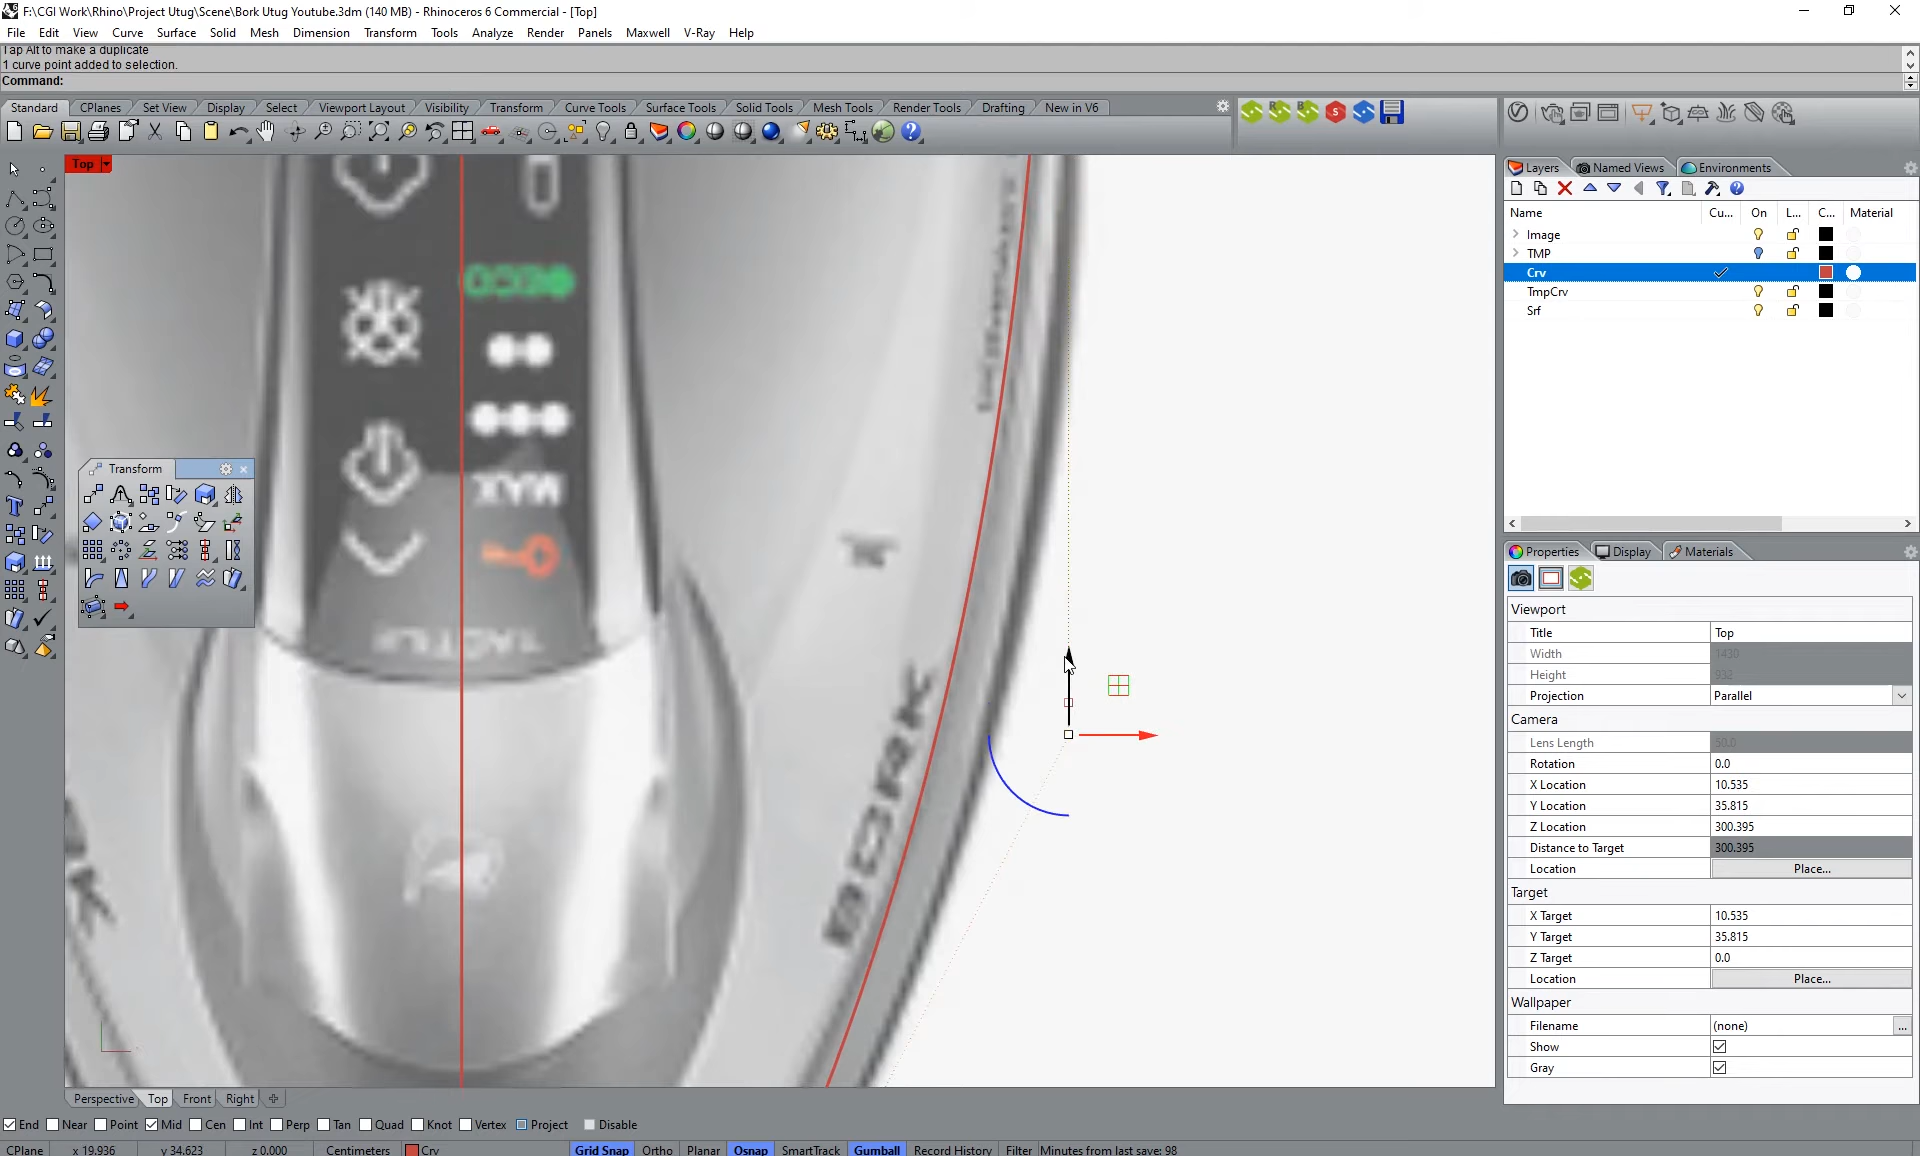 F:\CGI Work\Rhino\Project Utug\Scene\Bork Utug Youtube.3dm (140 MB) - Rhinoceros 6 Commercial - [Top]
File Edit View Curve Surface Solid Mesh Dimension Transform Tools Analyze Render Panels Maxwell V-Ray Help
Tap Alt to make a duplicate
1 curve point added to selection.
Command:
Standard CPlanes Set View Display Select Viewport Layout Visibility Transform Curve Tools Surface Tools Solid Tools Mesh Tools Render Tools Drafting New in V6
Top
Layers Named Views Environments
Name Cu... On L... C... Material
Image
TMP
Crv
TmpCrv
Srf
Transform
MAX
BORK
Properties Display Materials
Viewport
Title Top
Width 1430
Height 932
Projection Parallel
Camera
Lens Length 50.0
Rotation 0.0
X Location 10.535
Y Location 35.815
Z Location 300.395
Distance to Target 300.395
Location Place...
Target
X Target 10.535
Y Target 35.815
Z Target 0.0
Location Place...
Wallpaper
Filename (none) ...
Show
Gray
Perspective Top Front Right
End Near Point Mid Cen Int Perp Tan Quad Knot Vertex Project Disable
CPlane x 19.936 y 34.623 z 0.000 Centimeters Crv Grid Snap Ortho Planar Osnap SmartTrack Gumball Record History Filter Minutes from last save: 98